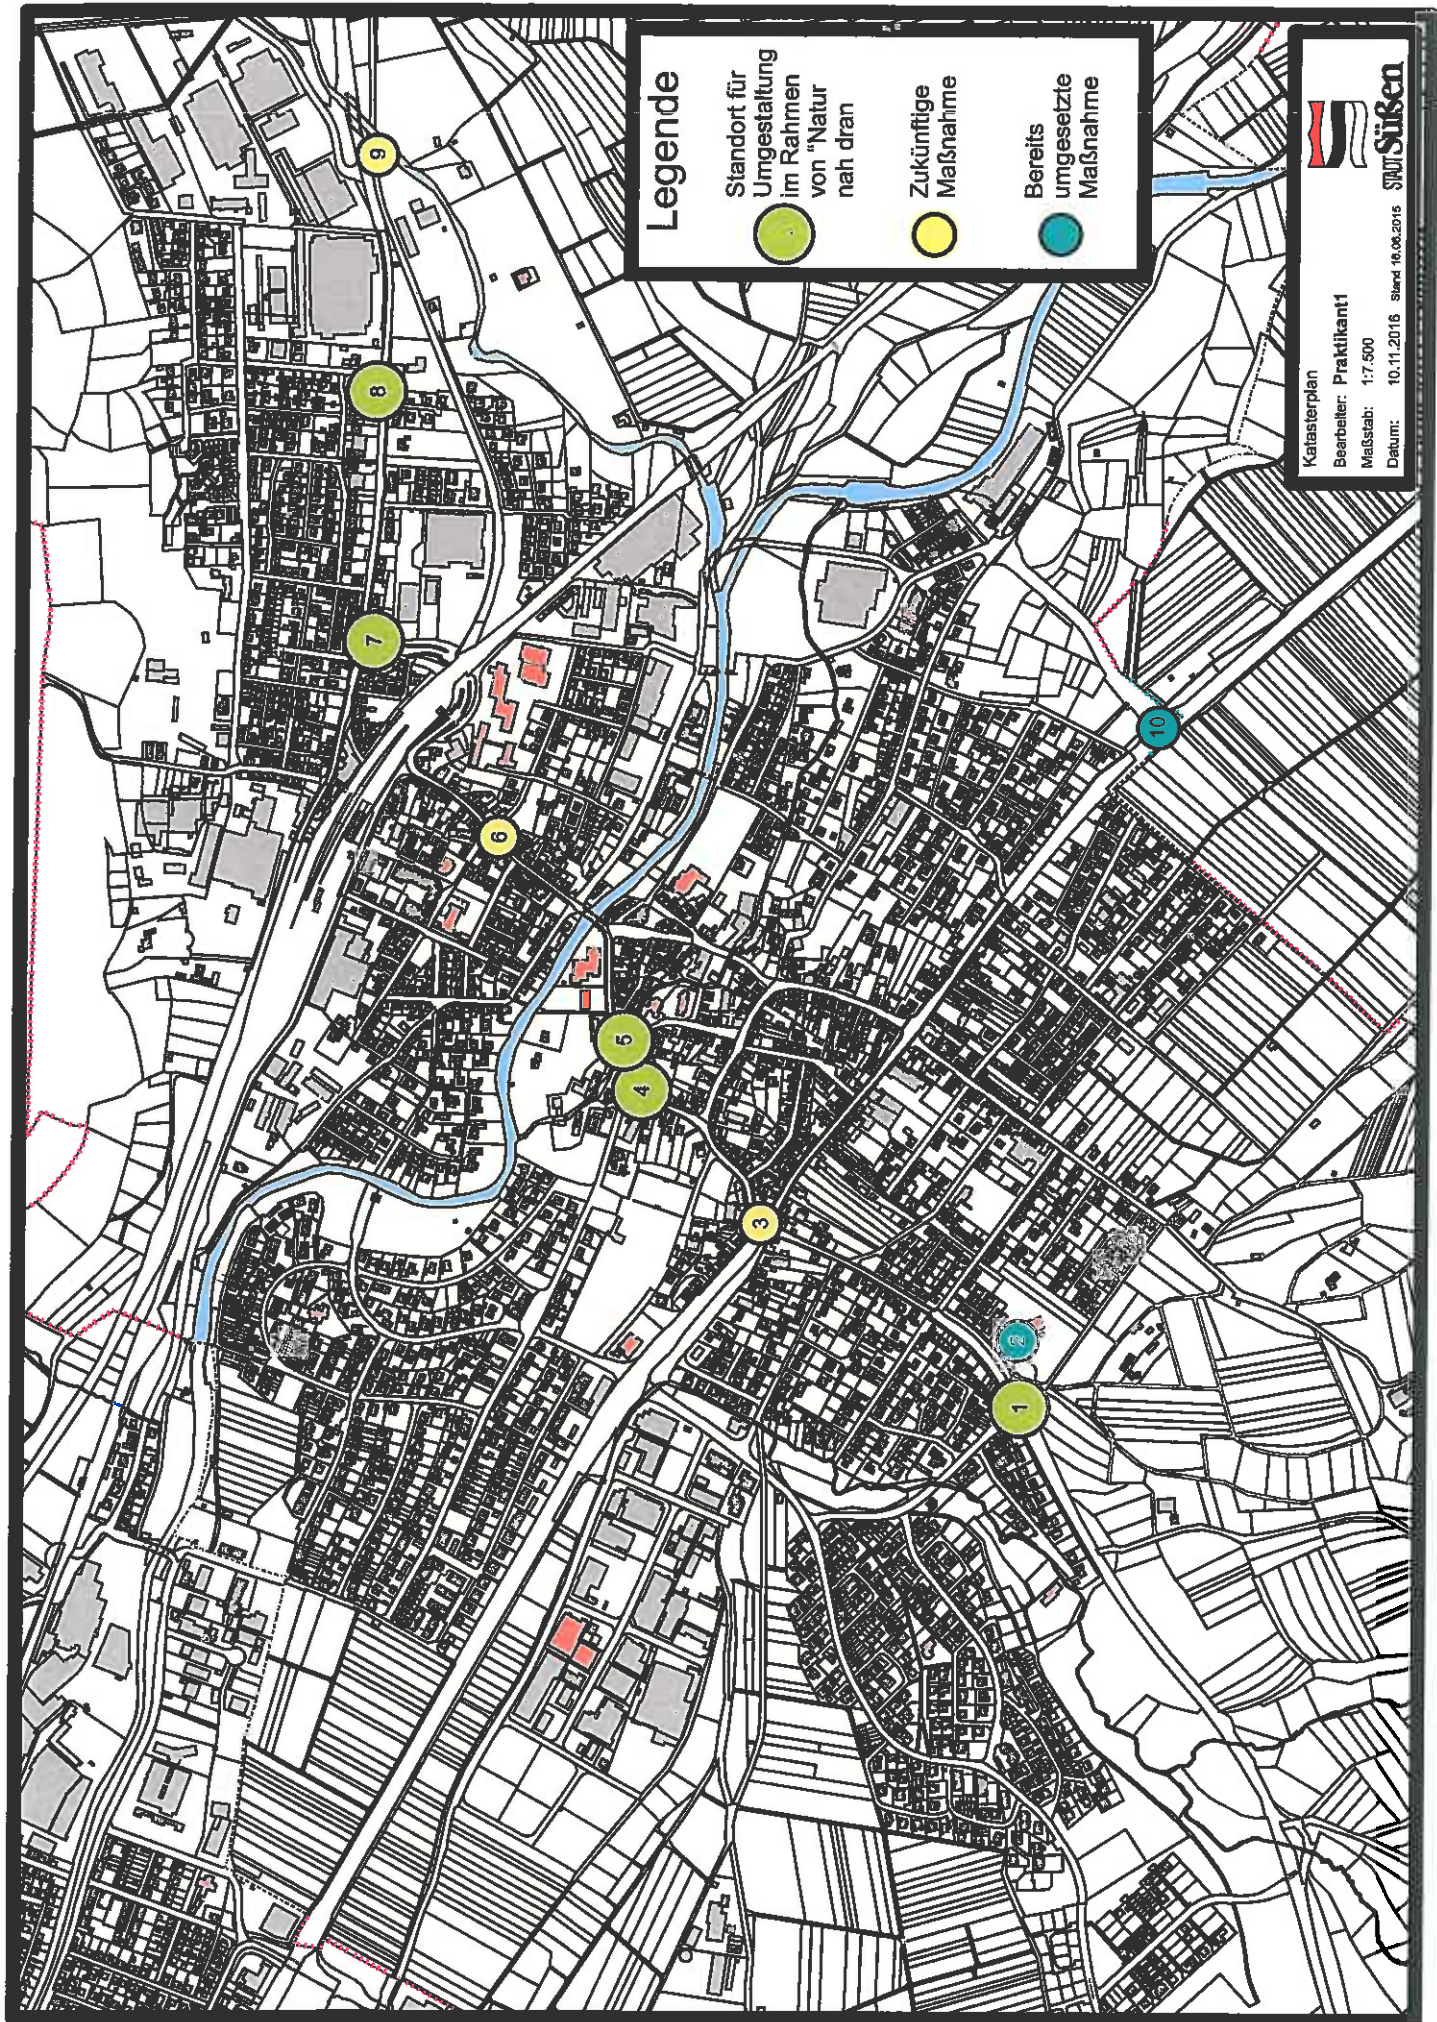 Legende
Standort für
Umgestaltung
im Rahmen
von "Natur
nah dran
Zukünftige
Maßnahme
Bereits
umgesetzte
Maßnahme
Katasterplan
Bearbeiter: Praktikant1
Maßstab: 1:7.500
Datum: 10.11.2016 Stand 16.06.2015
STADT Süßen
1
2
3
4
5
6
7
8
9
10